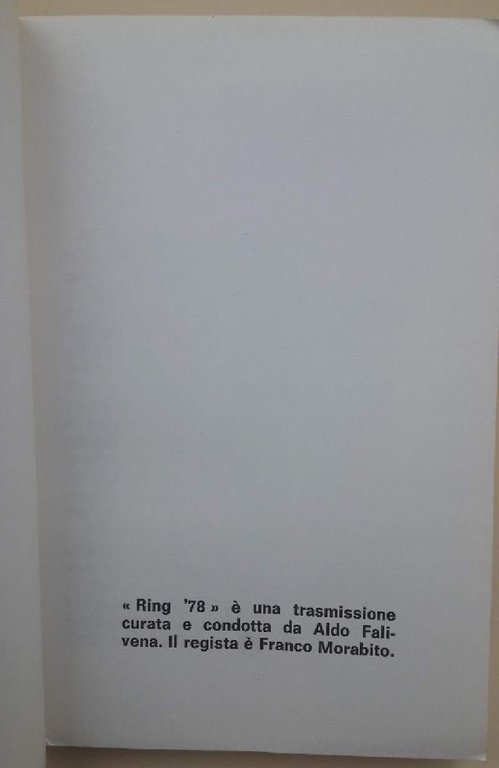 « Ring '78 » è una trasmissione
curata e condotta da Aldo Fali-
vena. Il regista è Franco Morabito.